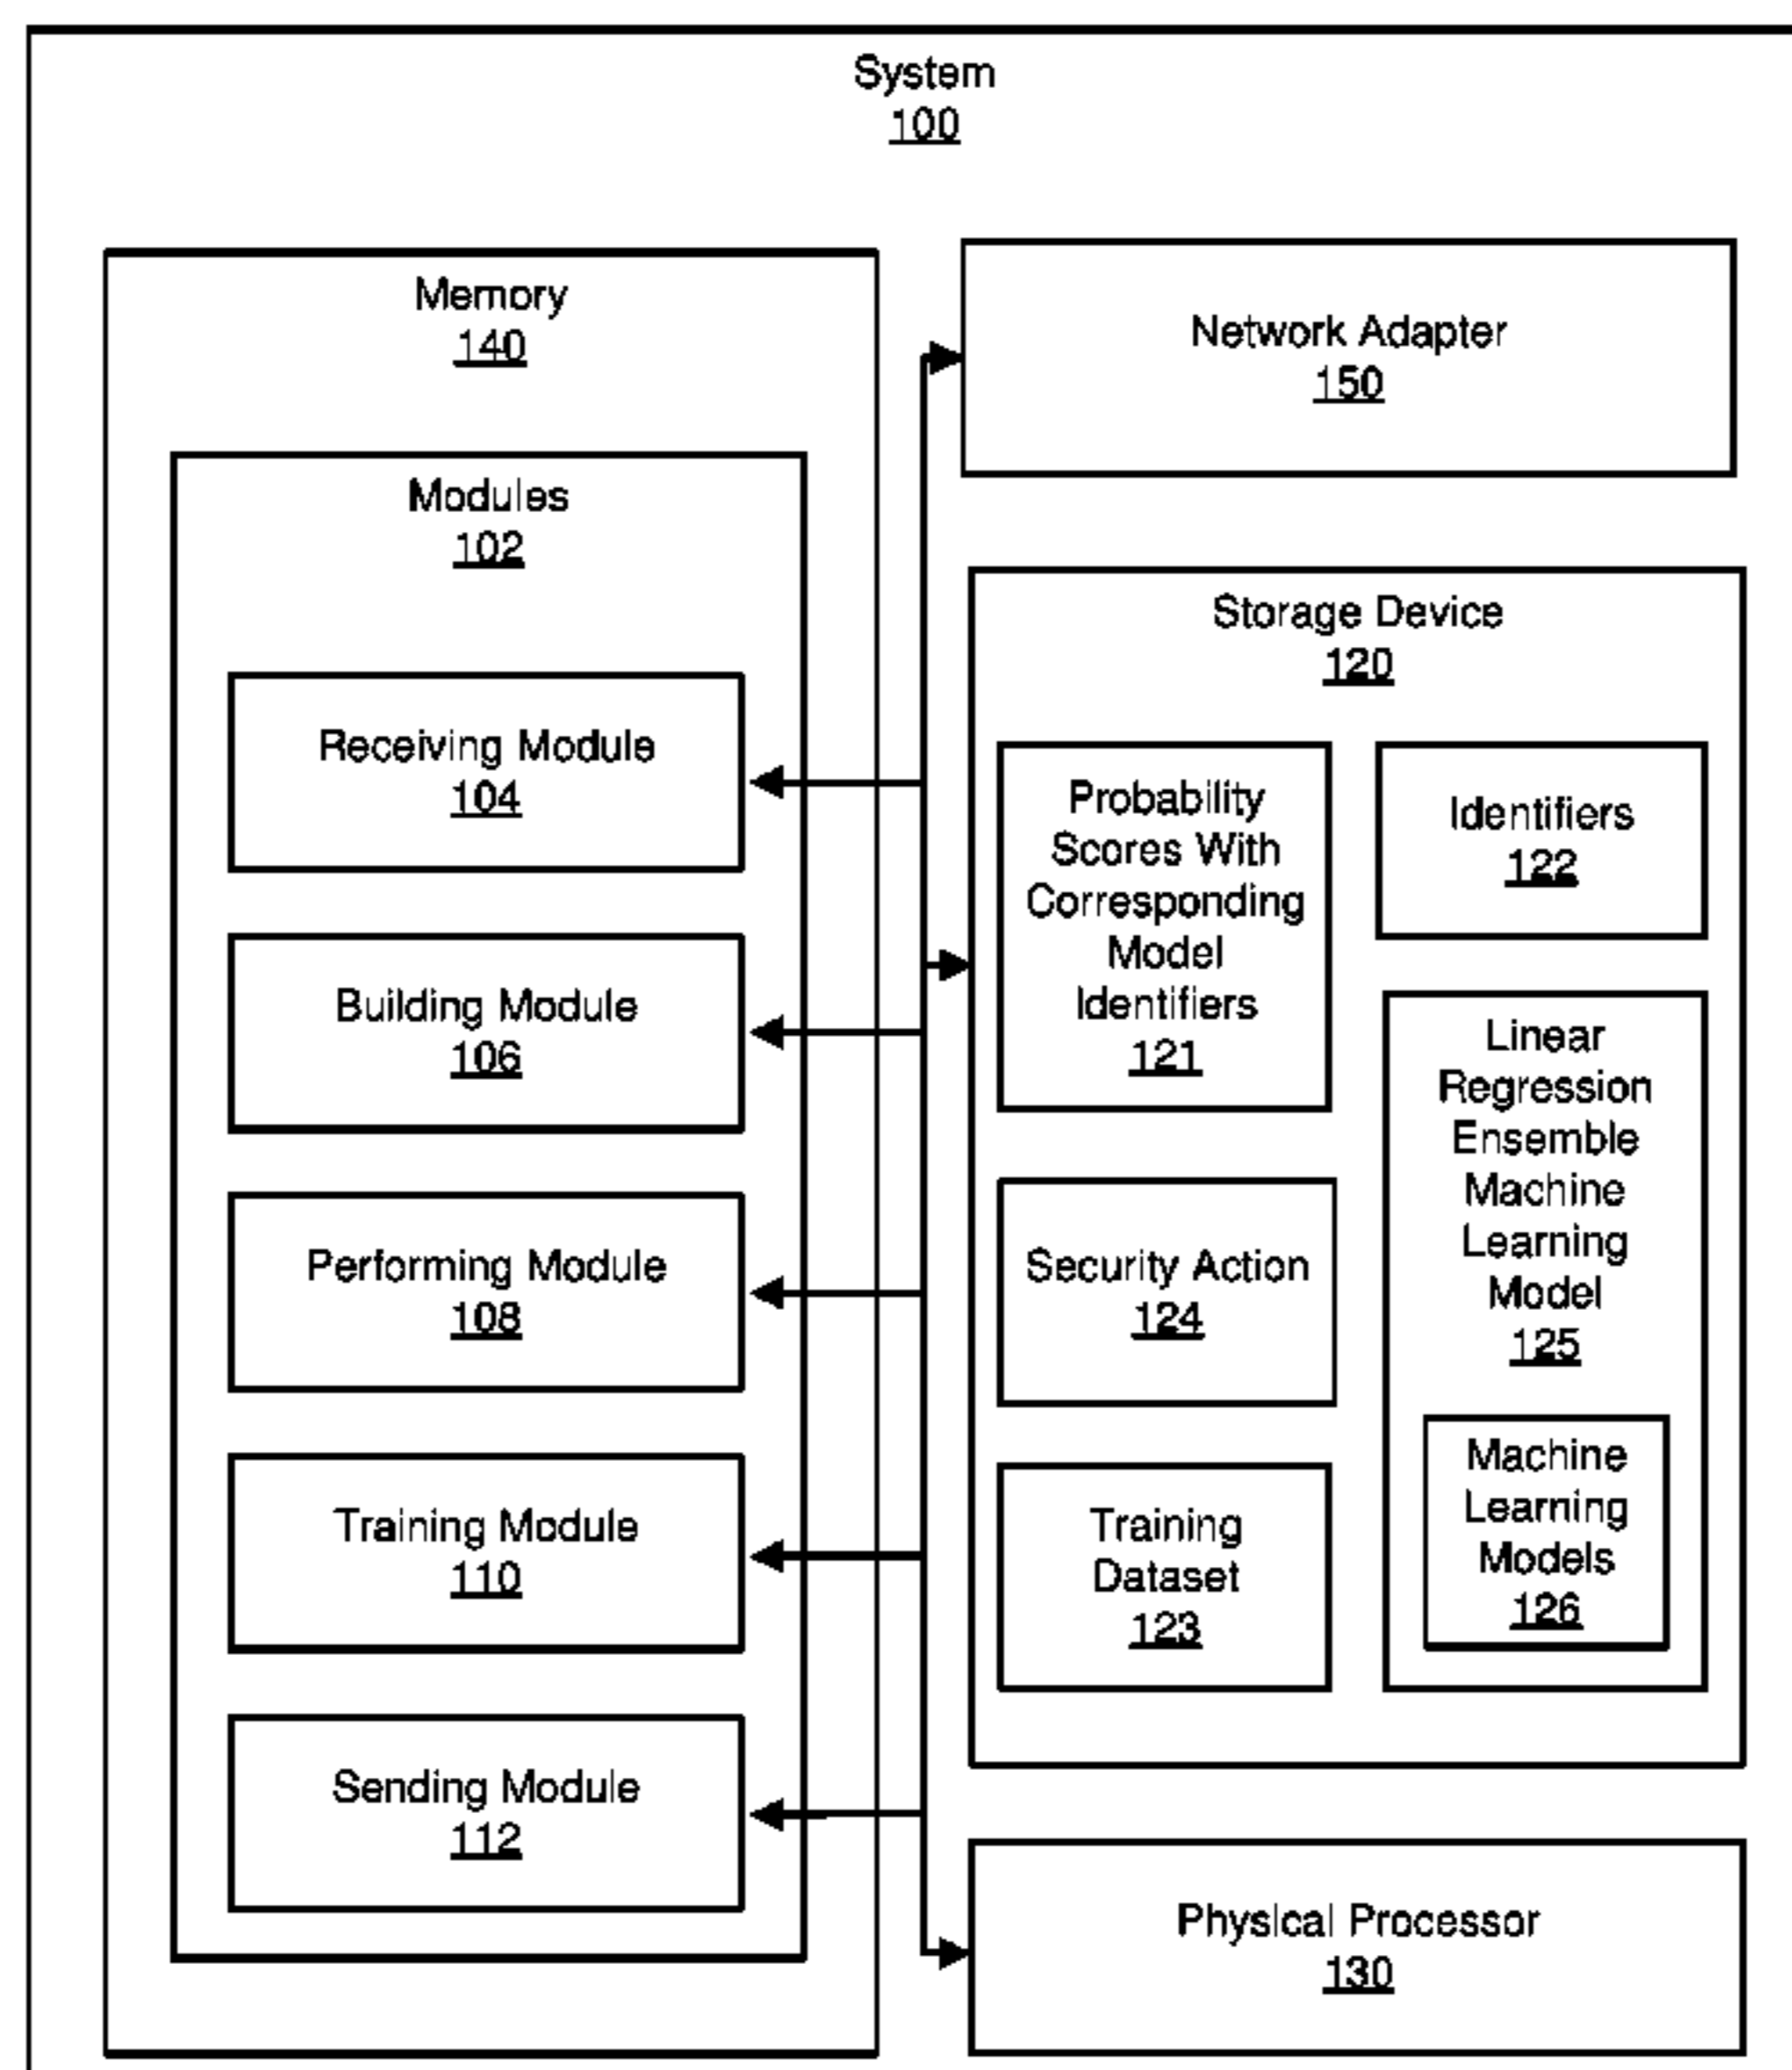 System
100
Memory
140
Modules
102
Receiving Module
104
Building Module
106
Performing Module
108
Training Module
110
Sending Module
112
Network Adapter
150
Storage Device
120
Probability
Scores With
Corresponding
Model
Identifiers
121
Identifiers
122
Security Action
124
Training
Dataset
123
Linear
Regression
Ensemble
Machine
Learning
Model
125
Machine
Learning
Models
126
Physical Processor
130